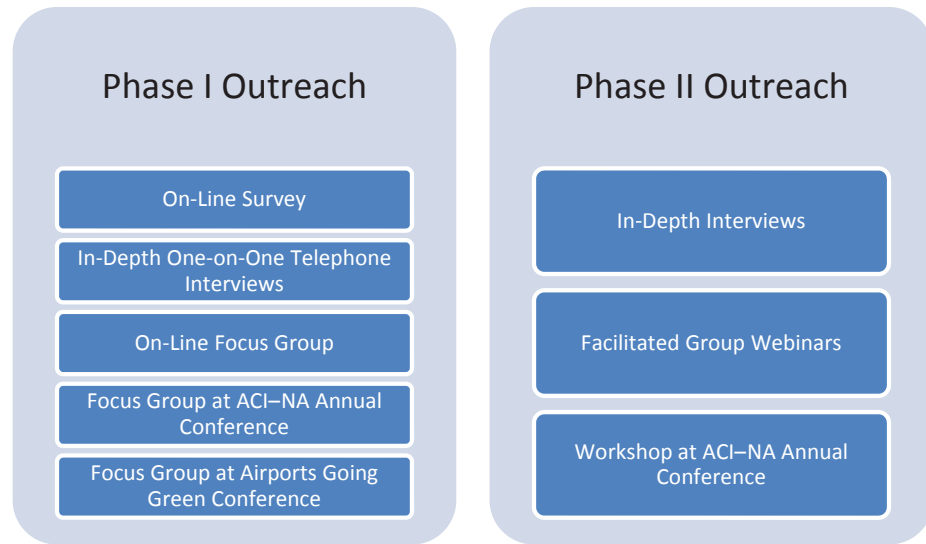 Phase I Outreach
On-Line Survey
In-Depth One-on-One Telephone
Interviews
On-Line Focus Group
Focus Group at ACI–NA Annual
Conference
Focus Group at Airports Going
Green Conference
Phase II Outreach
In-Depth Interviews
Facilitated Group Webinars
Workshop at ACI–NA Annual
Conference